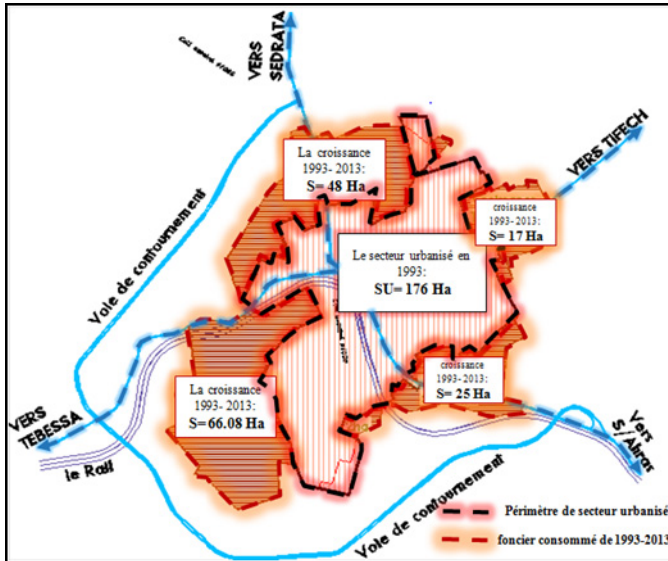 VERS
SEDRATA
VERS TIFECH
La croissance
1993- 2013:
S= 48 Ha
croissance
1993- 2013:
S= 17 Ha
Le secteur urbanisé en
1993:
SU= 176 Ha
Voie de contournement
La croissance
1993- 2013:
S= 66.08 Ha
croissance
1993- 2013:
S= 25 Ha
VERS
TEBESSA
le Rail
Vers
S/Ahras
Voie de contournement
Périmètre de secteur urbanisé
foncier consommé de 1993-2013